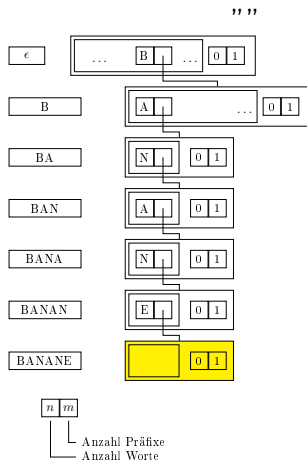 ””
ϵ ... B ... 0 1
B A ... 0 1
BA N 0 1
BAN A 0 1
BANA N 0 1
BANAN E 0 1
BANANE 0 1
n m
Anzahl Präfixe
Anzahl Worte